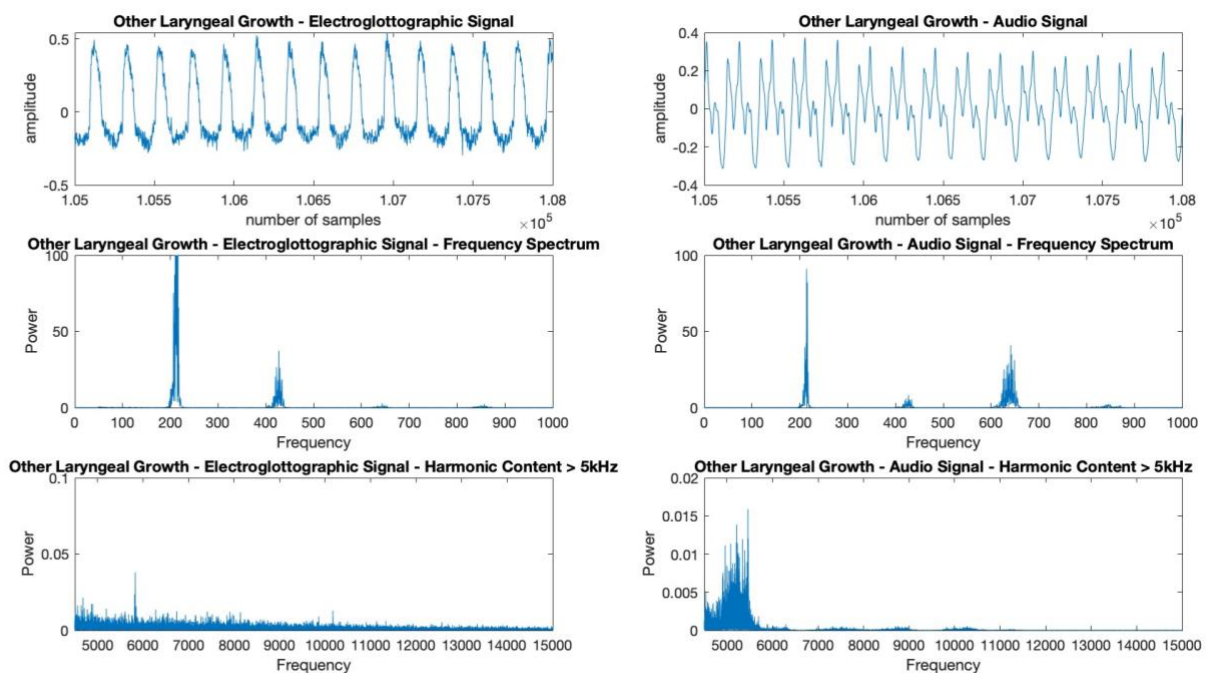 Other Laryngeal Growth - Electroglottographic Signal
0.5
0
-0.5
amplitude
1.05 1.055 1.06 1.065 1.07 1.075 1.08
number of samples
×10^5
Other Laryngeal Growth - Audio Signal
0.4
0.2
0
-0.2
-0.4
amplitude
1.05 1.055 1.06 1.065 1.07 1.075 1.08
number of samples
×10^5
Other Laryngeal Growth - Electroglottographic Signal - Frequency Spectrum
100
50
0
Power
0 100 200 300 400 500 600 700 800 900 1000
Frequency
Other Laryngeal Growth - Audio Signal - Frequency Spectrum
100
50
0
Power
0 100 200 300 400 500 600 700 800 900 1000
Frequency
Other Laryngeal Growth - Electroglottographic Signal - Harmonic Content > 5kHz
0.1
0.05
0
Power
5000 6000 7000 8000 9000 10000 11000 12000 13000 14000 15000
Frequency
Other Laryngeal Growth - Audio Signal - Harmonic Content > 5kHz
0.02
0.015
0.01
0.005
0
Power
5000 6000 7000 8000 9000 10000 11000 12000 13000 14000 15000
Frequency